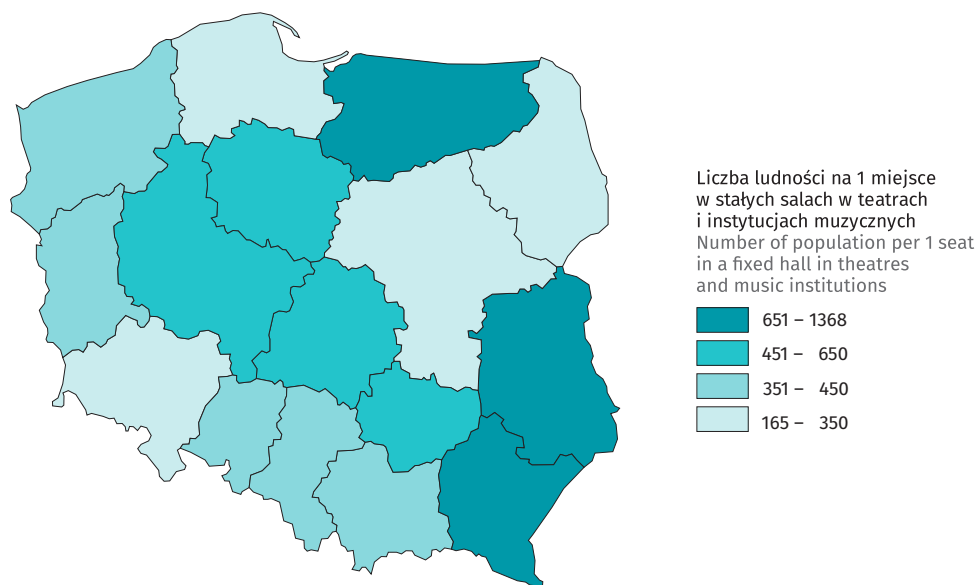 Liczba ludności na 1 miejsce
w stałych salach w teatrach
i instytucjach muzycznych
Number of population per 1 seat
in a fixed hall in theatres
and music institutions
651 – 1368
451 – 650
351 – 450
165 – 350